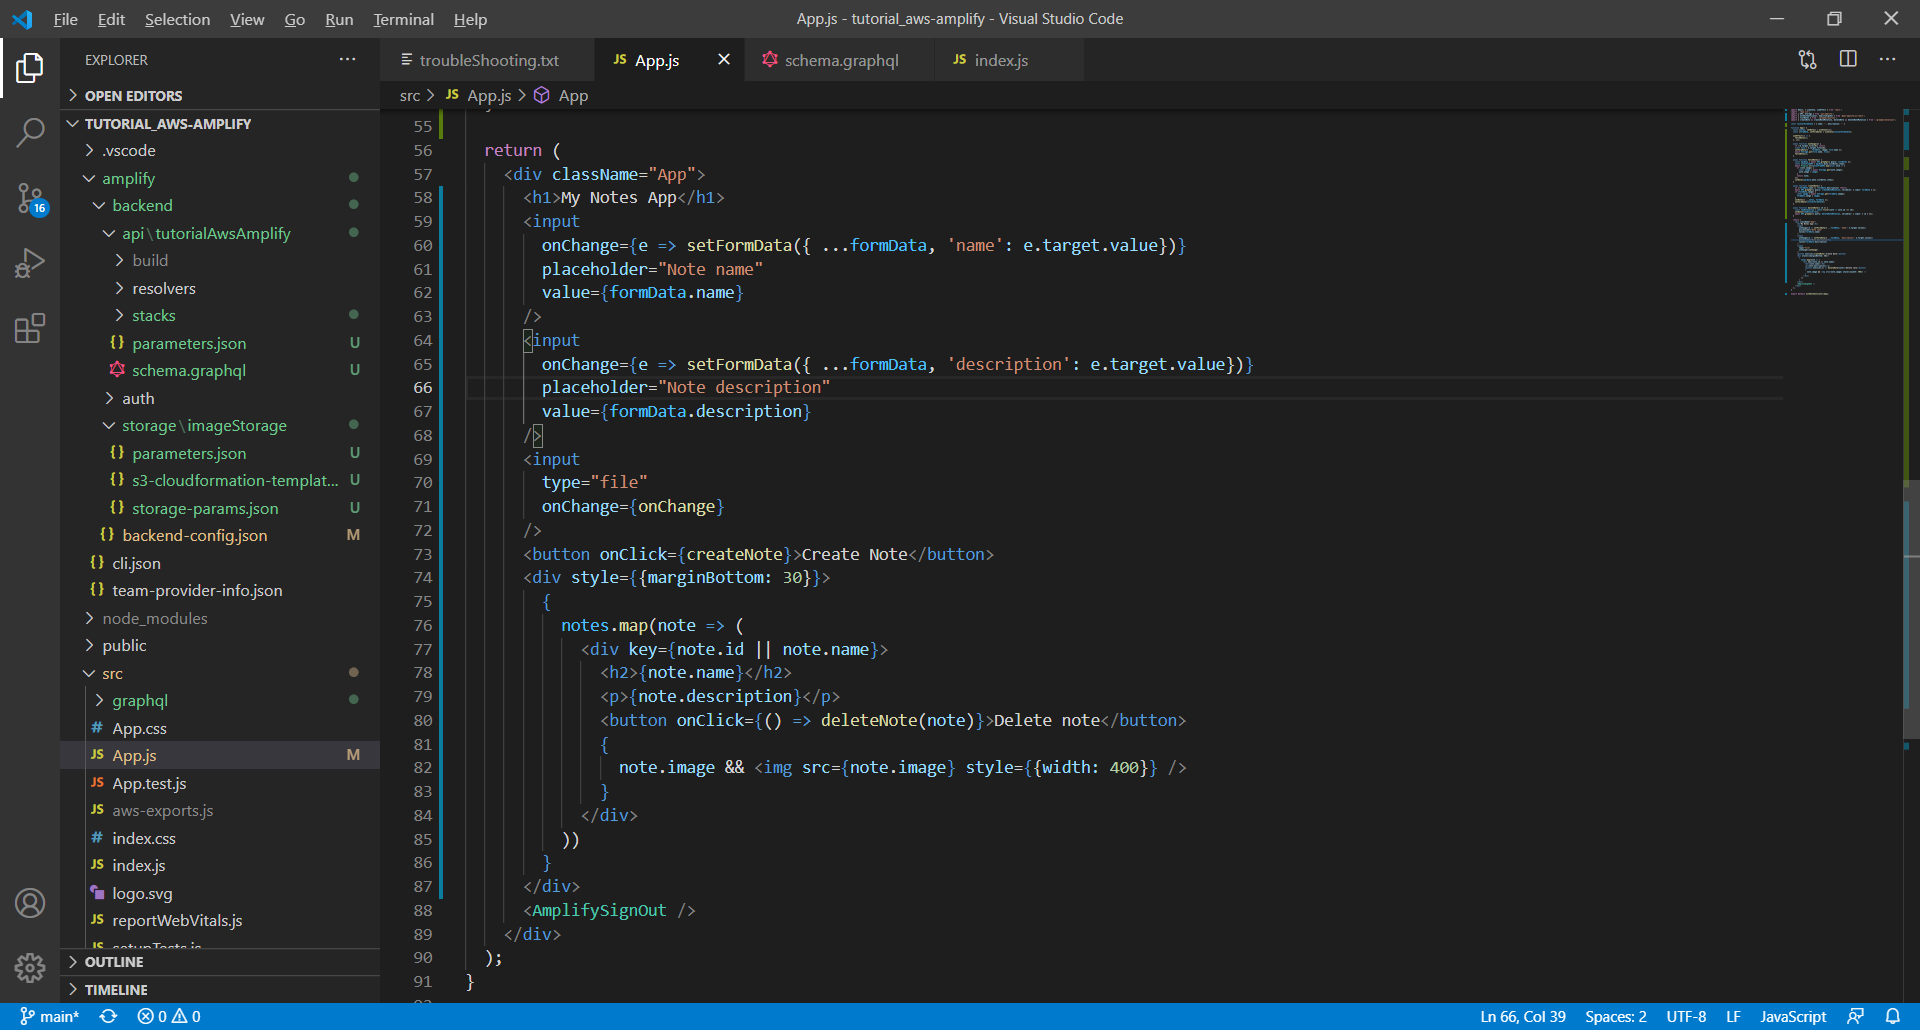 File Edit Selection View Go Run Terminal Help
App.js - tutorial_aws-amplify - Visual Studio Code
EXPLORER
OPEN EDITORS
TUTORIAL_AWS-AMPLIFY
.vscode
amplify
backend
api\tutorialAwsAmplify
build
resolvers
stacks
parameters.json U
schema.graphql U
auth
storage\imageStorage
parameters.json U
s3-cloudformation-templat... U
storage-params.json U
backend-config.json M
cli.json
team-provider-info.json
node_modules
public
src
graphql
App.css
App.js M
App.test.js
aws-exports.js
index.css
index.js
logo.svg
reportWebVitals.js
setupTests.js
OUTLINE
TIMELINE
16
troubleShooting.txt
JS App.js
schema.graphql
JS index.js
src > JS App.js > App
55
56 return (
57 <div className="App">
58 <h1>My Notes App</h1>
59 <input
60 onChange={e => setFormData({ ...formData, 'name': e.target.value})}
61 placeholder="Note name"
62 value={formData.name}
63 />
64 <input
65 onChange={e => setFormData({ ...formData, 'description': e.target.value})}
66 placeholder="Note description"
67 value={formData.description}
68 />
69 <input
70 type="file"
71 onChange={onChange}
72 />
73 <button onClick={createNote}>Create Note</button>
74 <div style={{marginBottom: 30}}>
75 {
76 notes.map(note => (
77 <div key={note.id || note.name}>
78 <h2>{note.name}</h2>
79 <p>{note.description}</p>
80 <button onClick={() => deleteNote(note)}>Delete note</button>
81 {
82 note.image && <img src={note.image} style={{width: 400}} />
83 }
84 </div>
85 ))
86 }
87 </div>
88 <AmplifySignOut />
89 </div>
90 );
91 }
main* 0 0
Ln 66, Col 39 Spaces: 2 UTF-8 LF JavaScript